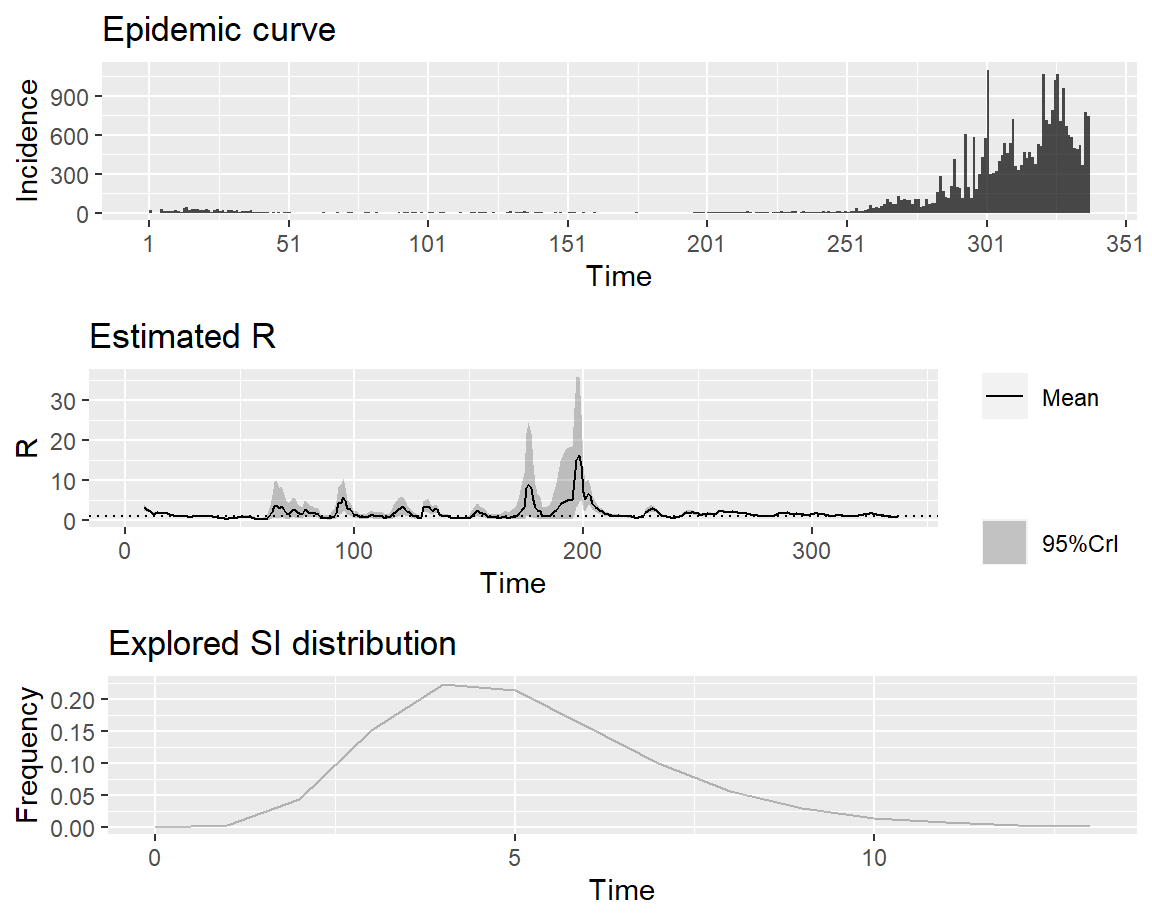 Epidemic curve
Incidence
900
600
300
0
1 51 101 151 201 251 301 351
Time
Estimated R
R
30
20
10
0
0 100 200 300
Time
Mean
95%CrI
Explored SI distribution
Frequency
0.20
0.15
0.10
0.05
0.00
0 5 10
Time